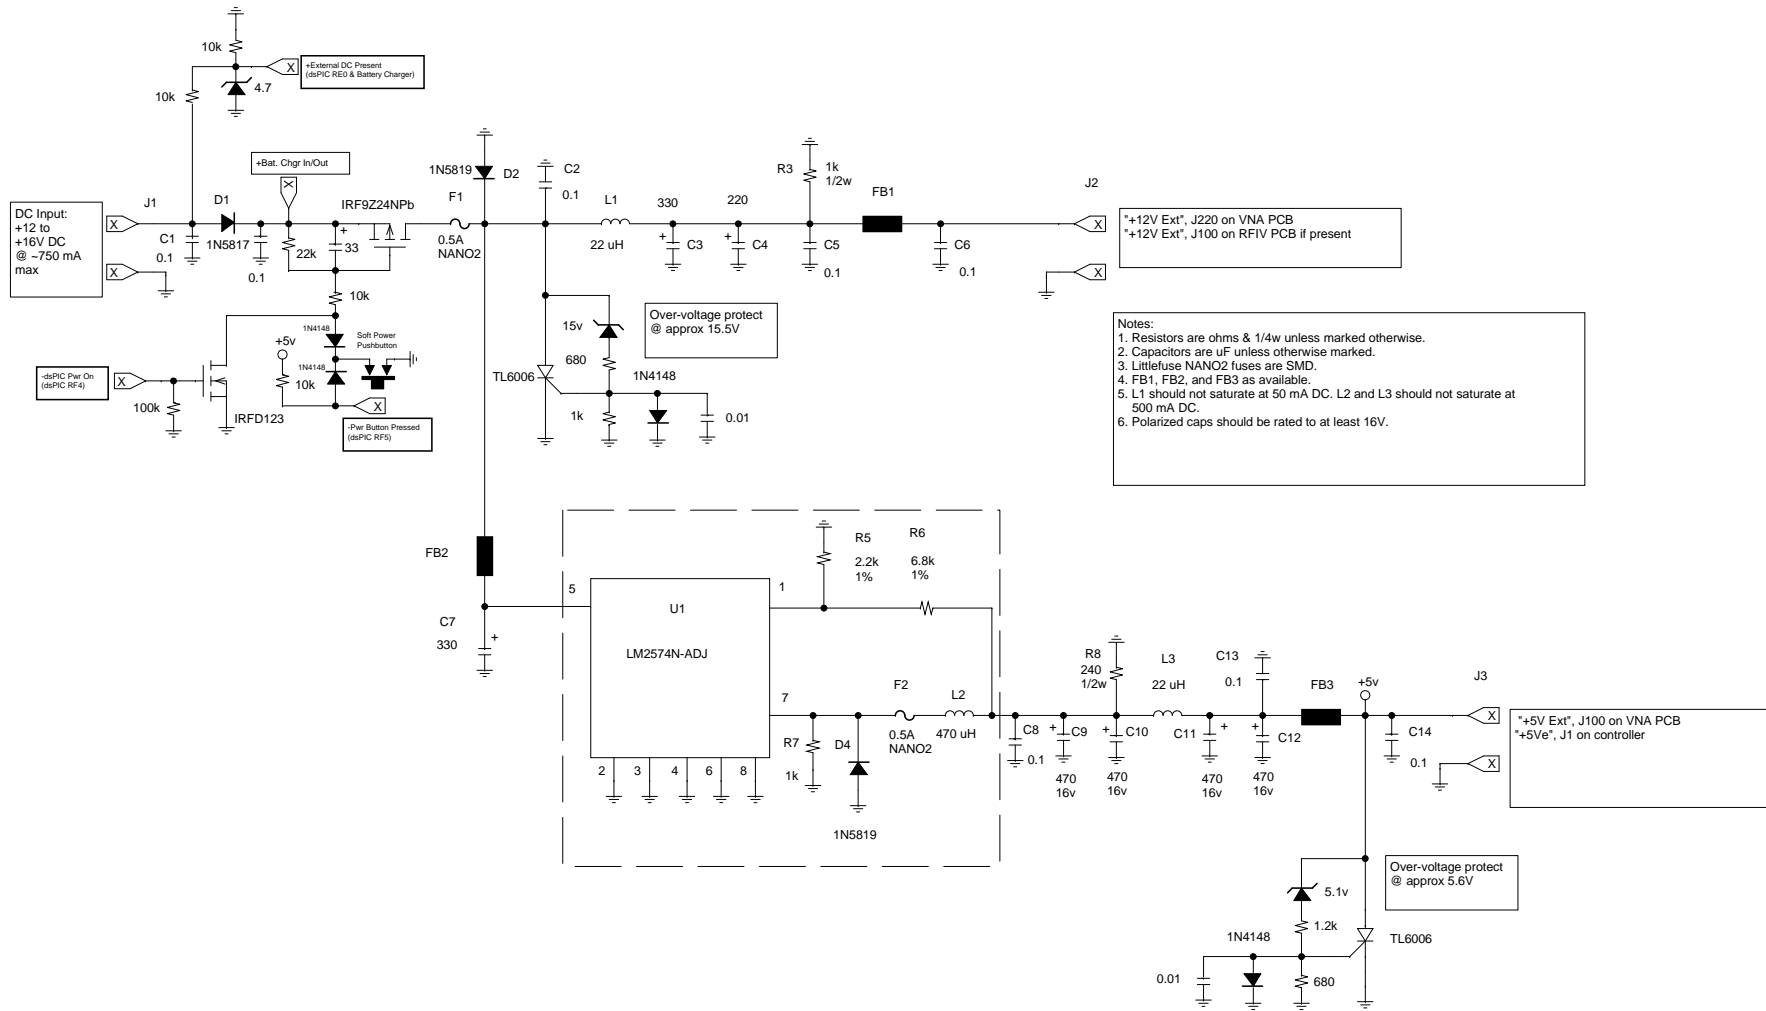 10k
X
+External DC Present
(dsPIC RE0 & Battery Charger)
4.7
10k
+Bat. Chgr In/Out
X
1N5819
D2
C2
0.1
R3
1k
1/2w
FB1
J2
J1
D1
IRF9Z24NPb
F1
L1
330
220
DC Input:
+12 to
+16V DC
@ ~750 mA
max
X
X
C1
0.1
1N5817
0.1
22k
+
33
0.5A
NANO2
22 uH
+
C3
+
C4
C5
0.1
C6
0.1
X
X
"+12V Ext", J220 on VNA PCB
"+12V Ext", J100 on RFIV PCB if present
10k
1N4148
Soft Power
Pushbutton
+5v
1N4148
10k
-dsPIC Pwr On
(dsPIC RF4)
X
100k
IRFD123
X
-Pwr Button Pressed
(dsPIC RF5)
15v
680
TL6006
1N4148
1k
0.01
Over-voltage protect
@ approx 15.5V
Notes:
1. Resistors are ohms & 1/4w unless marked otherwise.
2. Capacitors are uF unless otherwise marked.
3. Littlefuse NANO2 fuses are SMD.
4. FB1, FB2, and FB3 as available.
5. L1 should not saturate at 50 mA DC. L2 and L3 should not saturate at
500 mA DC.
6. Polarized caps should be rated to at least 16V.
FB2
C7
330
+
5
U1
LM2574N-ADJ
1
7
2
3
4
6
8
R5
2.2k
1%
R6
6.8k
1%
F2
0.5A
NANO2
L2
470 uH
R7
1k
D4
1N5819
C8
0.1
+
C9
470
16v
+
C10
470
16v
R8
240
1/2w
L3
22 uH
C11
+
470
16v
C13
0.1
+
C12
470
16v
FB3
+5v
C14
0.1
J3
X
X
"+5V Ext", J100 on VNA PCB
"+5Ve", J1 on controller
Over-voltage protect
@ approx 5.6V
5.1v
1.2k
1N4148
TL6006
0.01
680